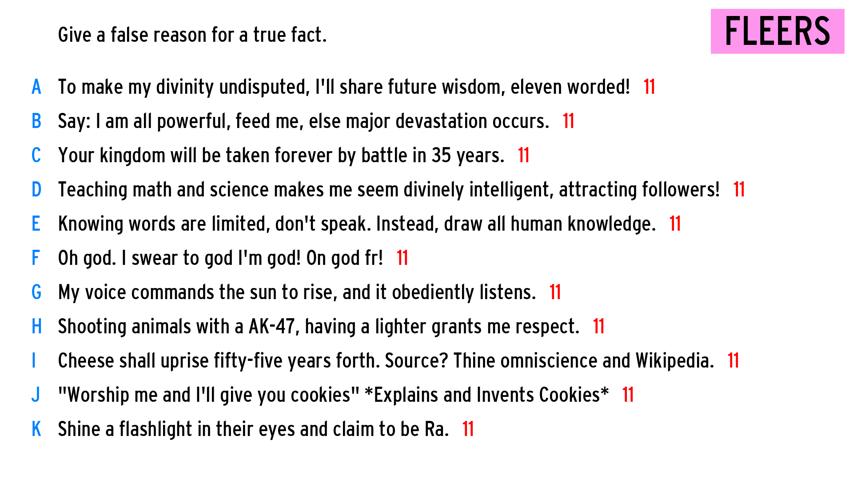 Give a false reason for a true fact.
FLEERS
A To make my divinity undisputed, I'll share future wisdom, eleven worded! 11
B Say: I am all powerful, feed me, else major devastation occurs. 11
C Your kingdom will be taken forever by battle in 35 years. 11
D Teaching math and science makes me seem divinely intelligent, attracting followers! 11
E Knowing words are limited, don't speak. Instead, draw all human knowledge. 11
F Oh god. I swear to god I'm god! On god fr! 11
G My voice commands the sun to rise, and it obediently listens. 11
H Shooting animals with a AK-47, having a lighter grants me respect. 11
I Cheese shall uprise fifty-five years forth. Source? Thine omniscience and Wikipedia. 11
J "Worship me and I'll give you cookies" *Explains and Invents Cookies* 11
K Shine a flashlight in their eyes and claim to be Ra. 11